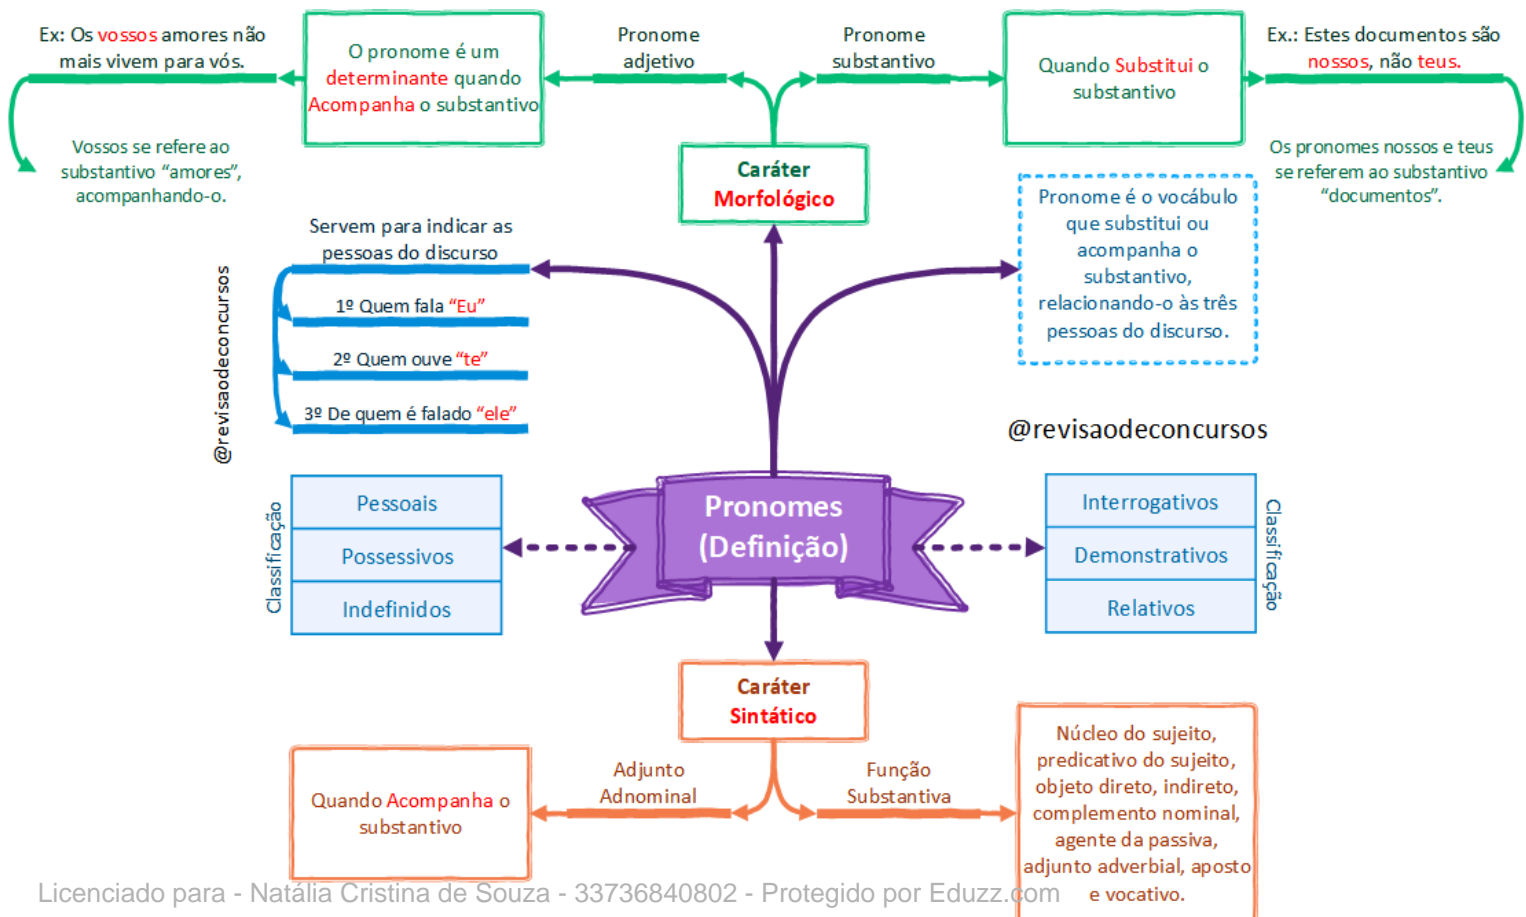 Ex: Os vossos amores não
mais vivem para vós.
Vossos se refere ao
substantivo “amores”,
acompanhando-o.
O pronome é um
determinante quando
Acompanha o substantivo
Pronome
adjetivo
Pronome
substantivo
Quando Substitui o
substantivo
Ex.: Estes documentos são
nossos, não teus.
Os pronomes nossos e teus
se referem ao substantivo
“documentos”.
Caráter
Morfológico
Servem para indicar as
pessoas do discurso
1º Quem fala “Eu”
2º Quem ouve “te”
3º De quem é falado “ele”
@revisaodeconcursos
Pronome é o vocábulo
que substitui ou
acompanha o
substantivo,
relacionando-o às três
pessoas do discurso.
@revisaodeconcursos
Classificação
Pessoais
Possessivos
Indefinidos
Pronomes
(Definição)
Interrogativos
Demonstrativos
Relativos
Classificação
Caráter
Sintático
Adjunto
Adnominal
Quando Acompanha o
substantivo
Função
Substantiva
Núcleo do sujeito,
predicativo do sujeito,
objeto direto, indireto,
complemento nominal,
agente da passiva,
adjunto adverbial, aposto
e vocativo.
Licenciado para - Natália Cristina de Souza - 33736840802 - Protegido por Eduzz.com